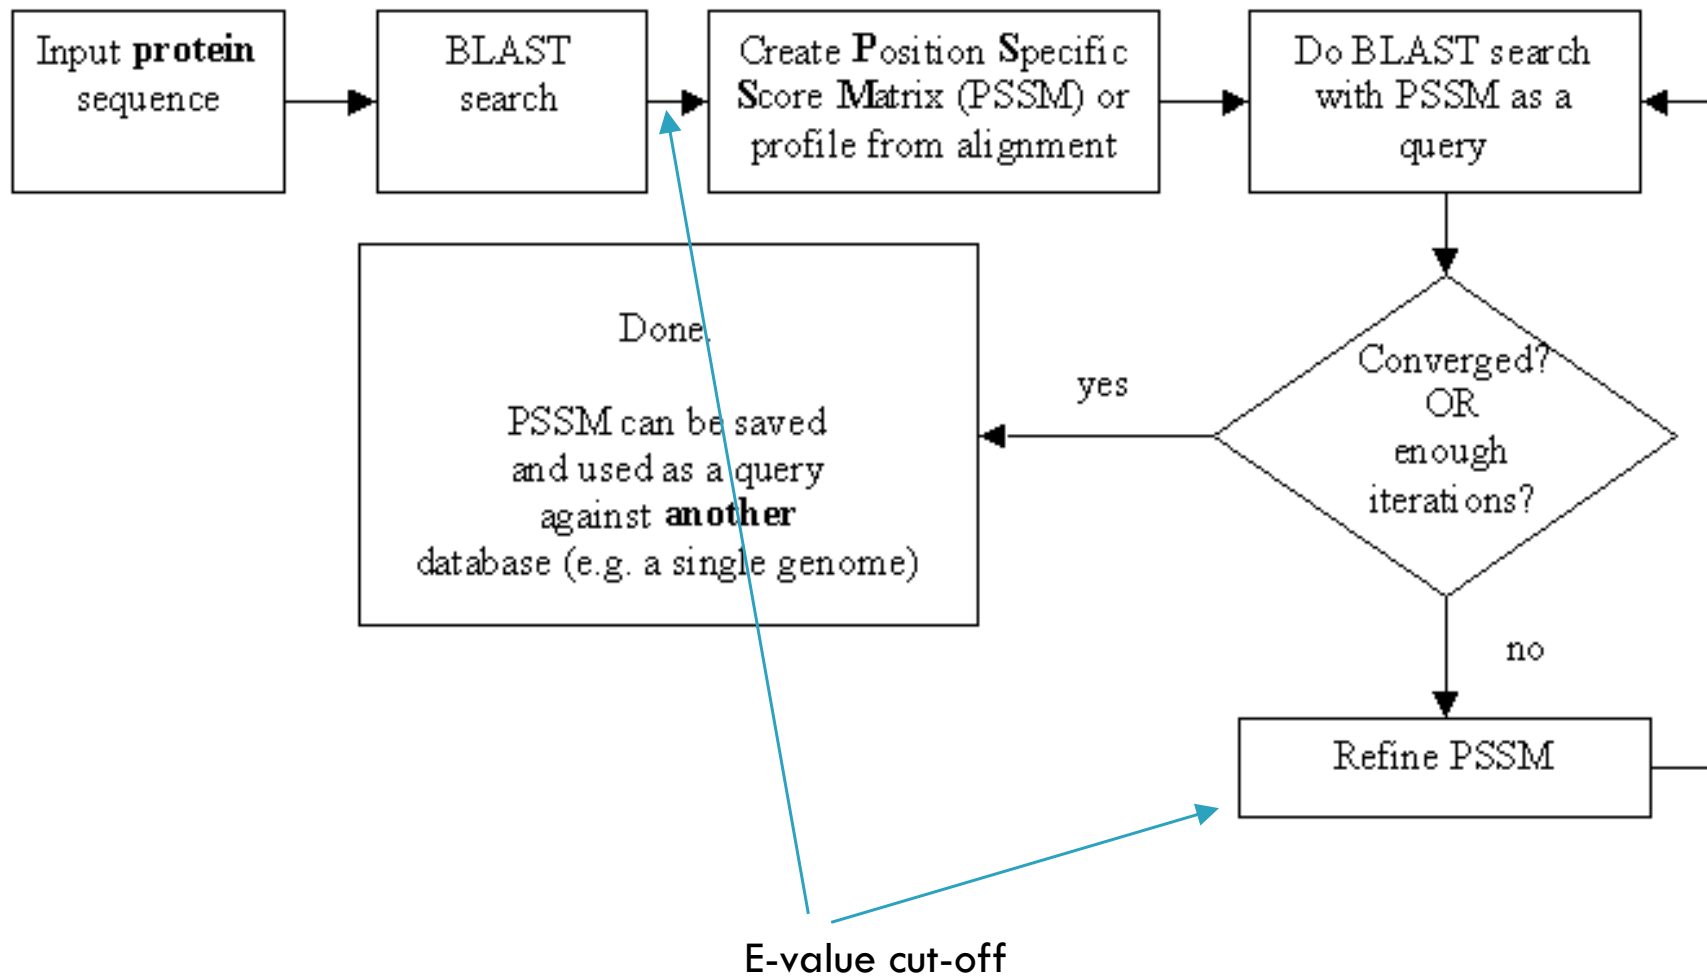 Input protein
sequence
BLAST
search
Create Position Specific
Score Matrix (PSSM) or
profile from alignment
Do BLAST search
with PSSM as a
query
Converged?
OR
enough
iterations?
yes
Done.
PSSM can be saved
and used as a query
against another
database (e.g. a single genome)
no
Refine PSSM
E-value cut-off